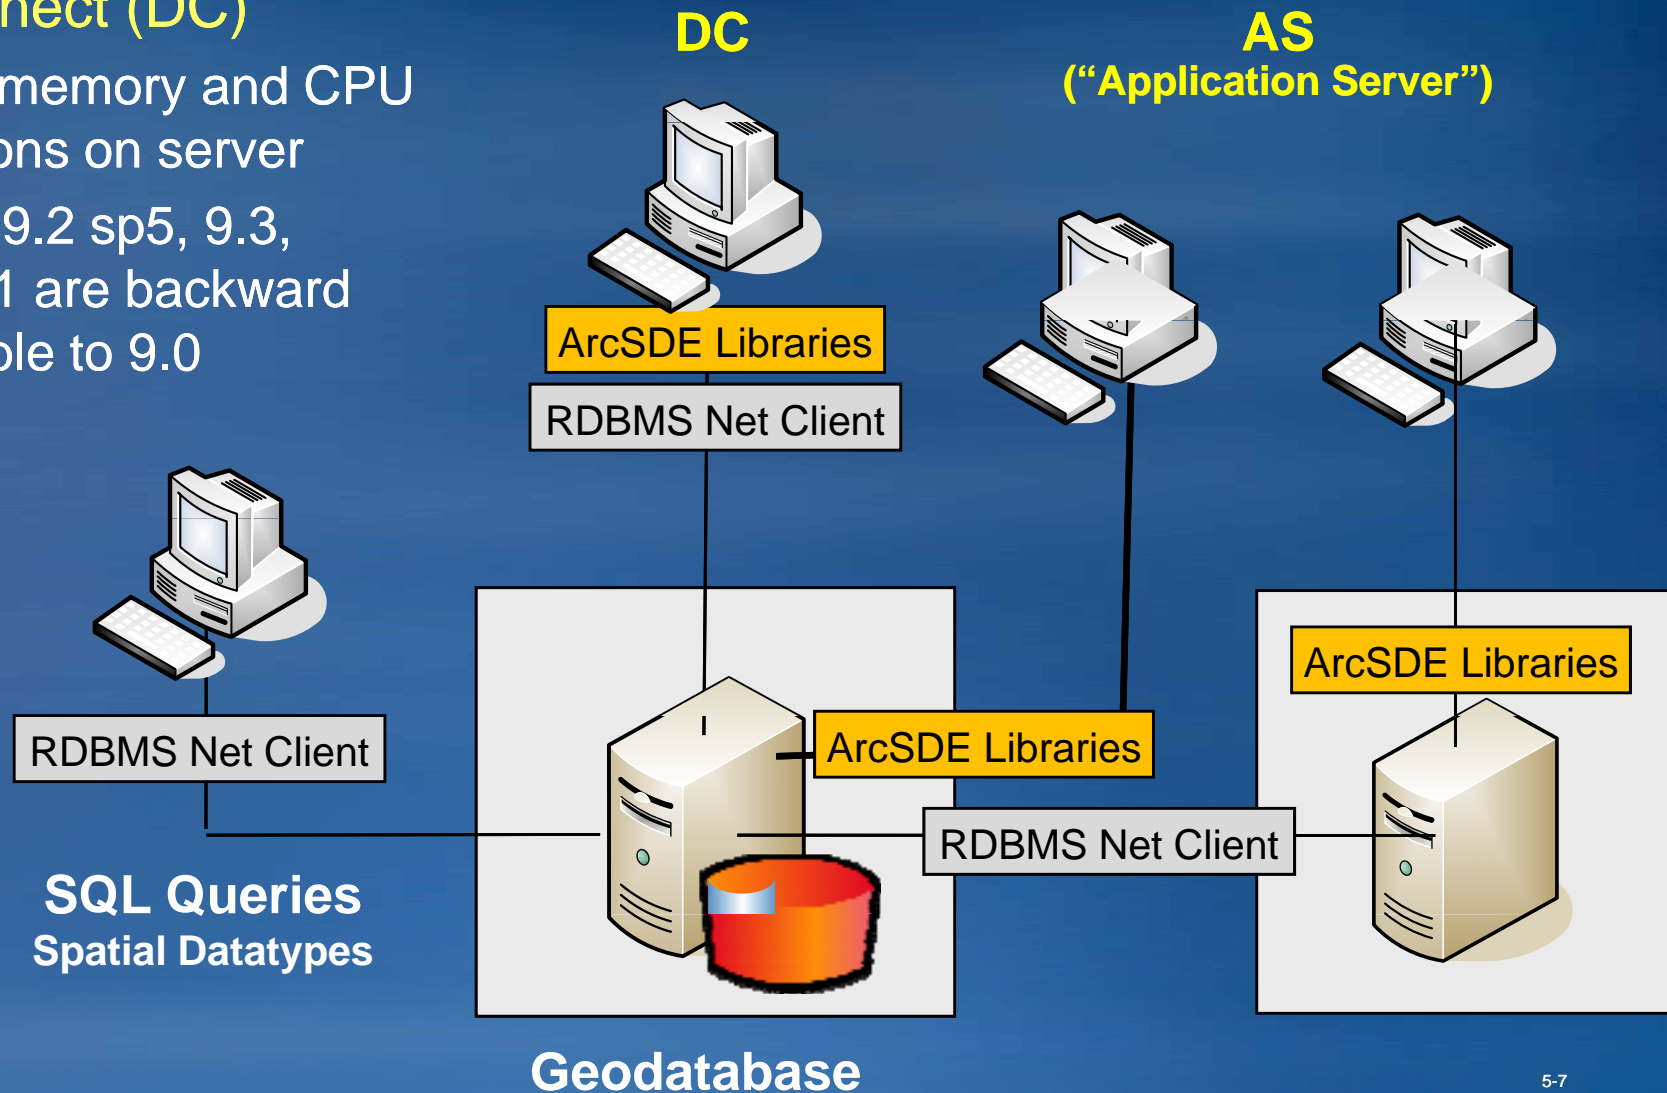 nect (DC)
memory and CPU
ons on server
9.2 sp5, 9.3,
1 are backward
ble to 9.0
DC
AS
(“Application Server”)
ArcSDE Libraries
RDBMS Net Client
ArcSDE Libraries
RDBMS Net Client
ArcSDE Libraries
RDBMS Net Client
SQL Queries
Spatial Datatypes
Geodatabase
5-7